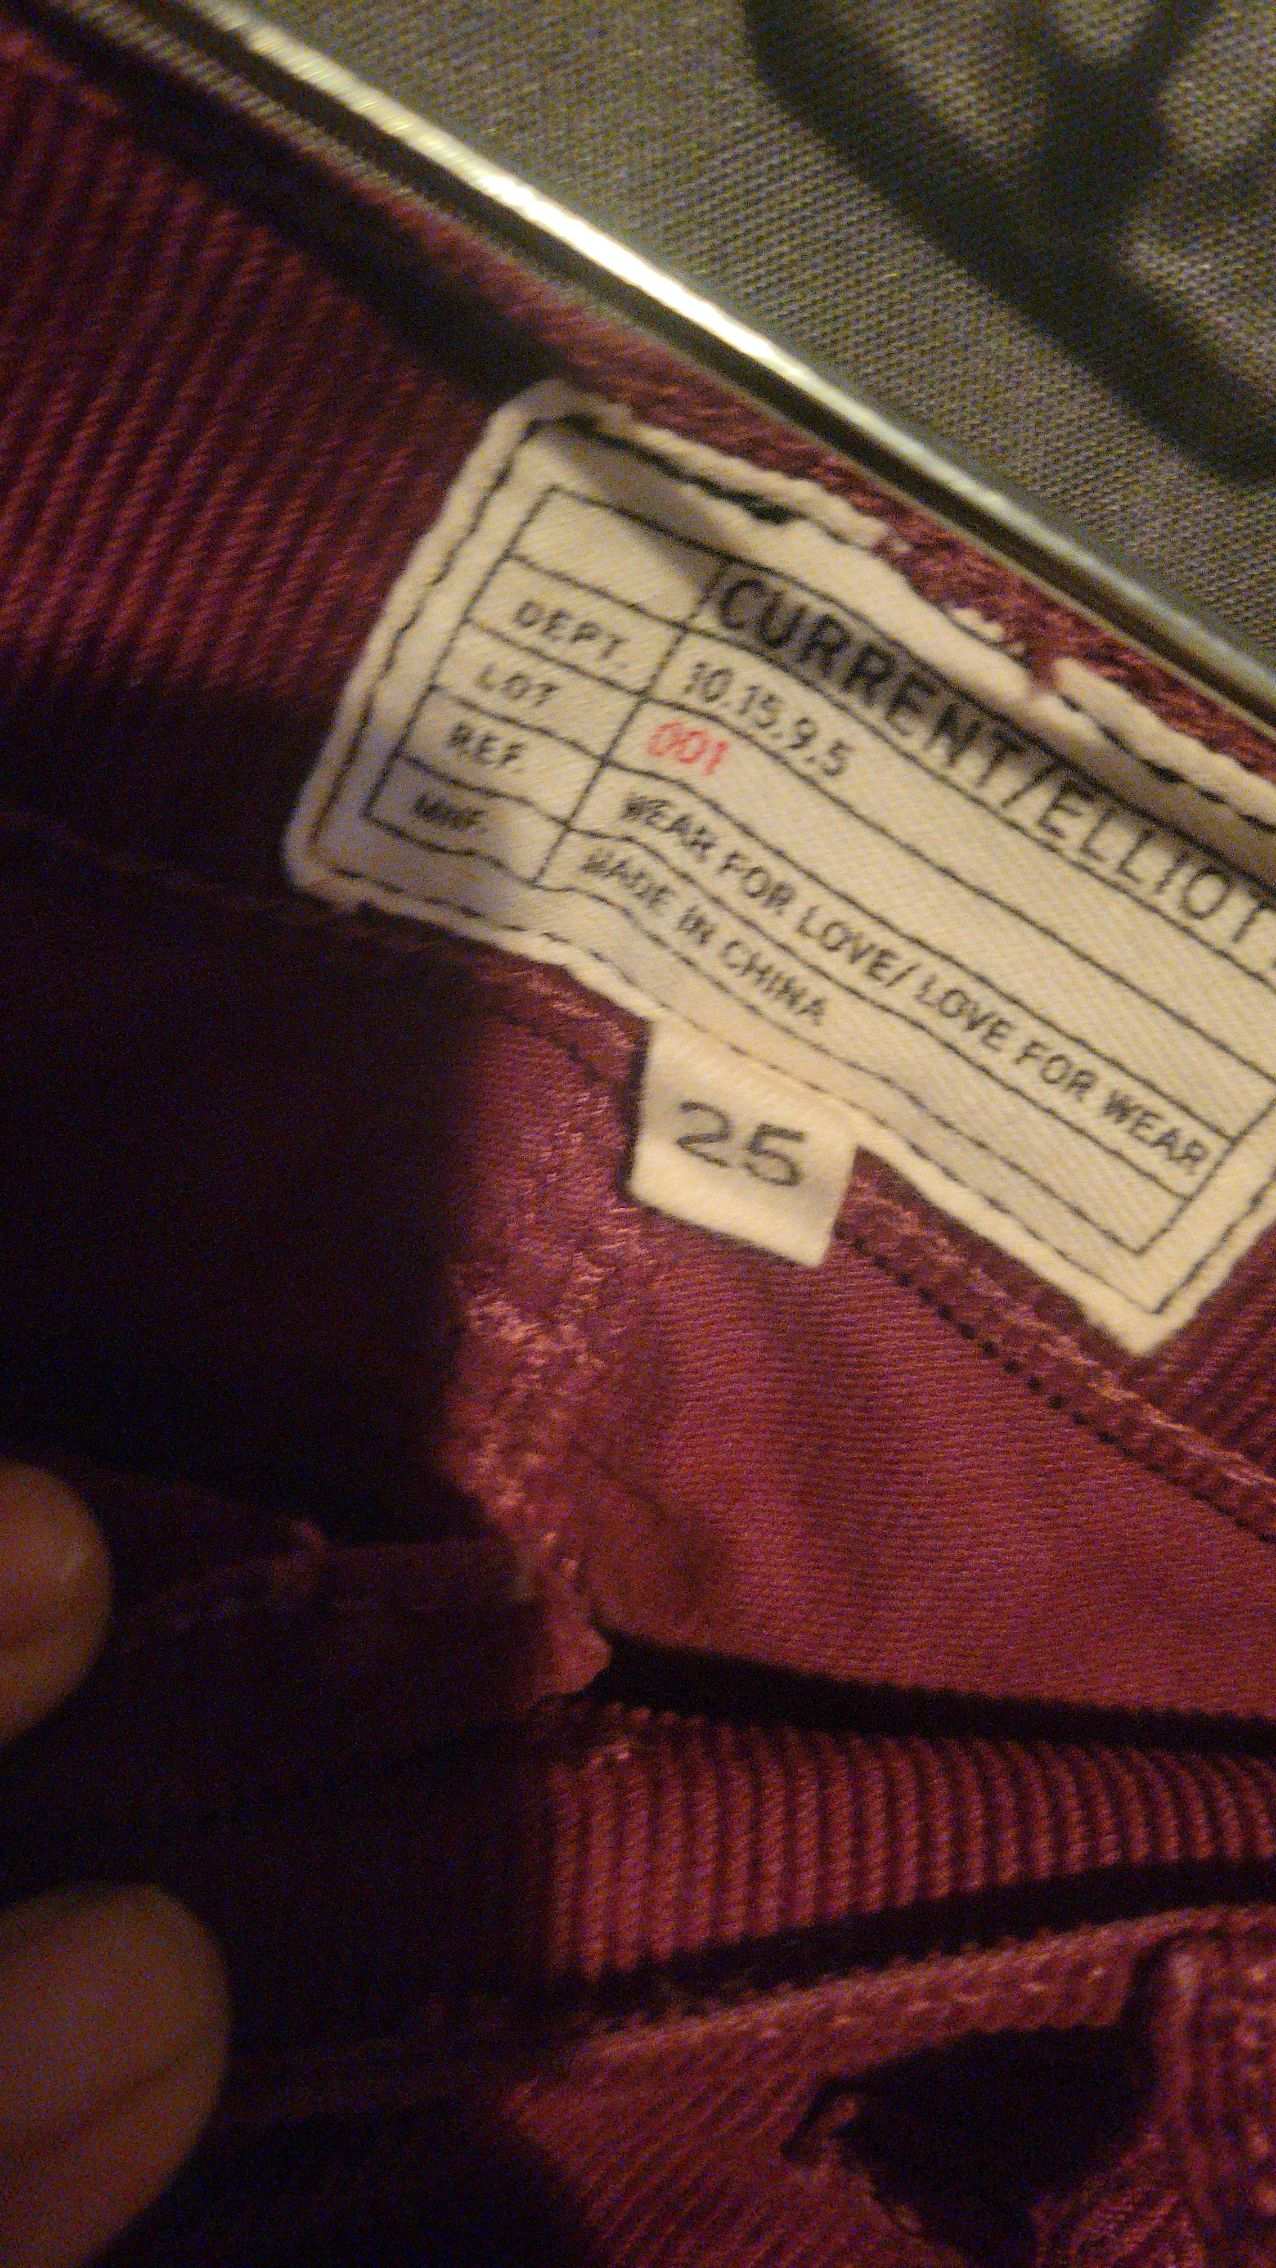 CURRENT/ELLIOT
DEPT. 10.15.9.5
LOT 001
REF. WEAR FOR LOVE/ LOVE FOR WEAR
MNF. MADE IN CHINA
25